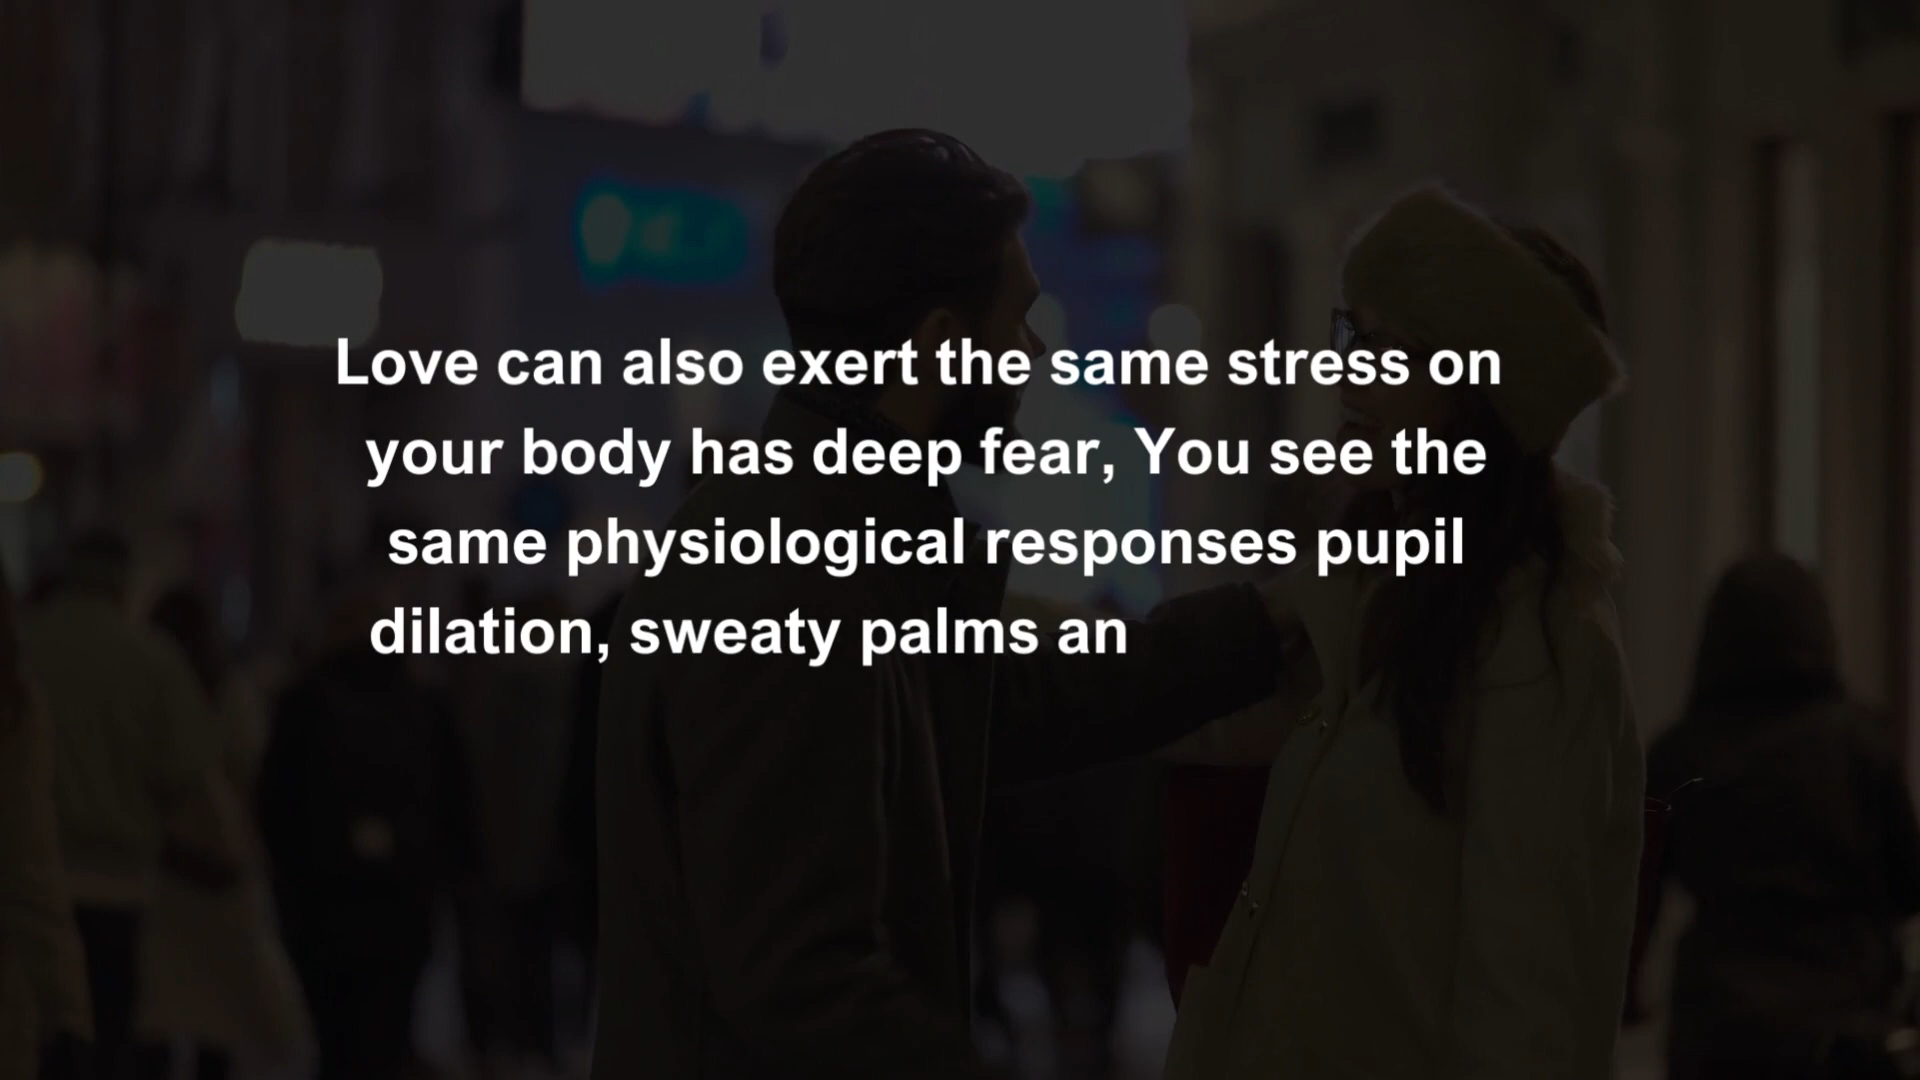 Love can also exert the same stress on
your body has deep fear, You see the
same physiological responses pupil
dilation, sweaty palms an